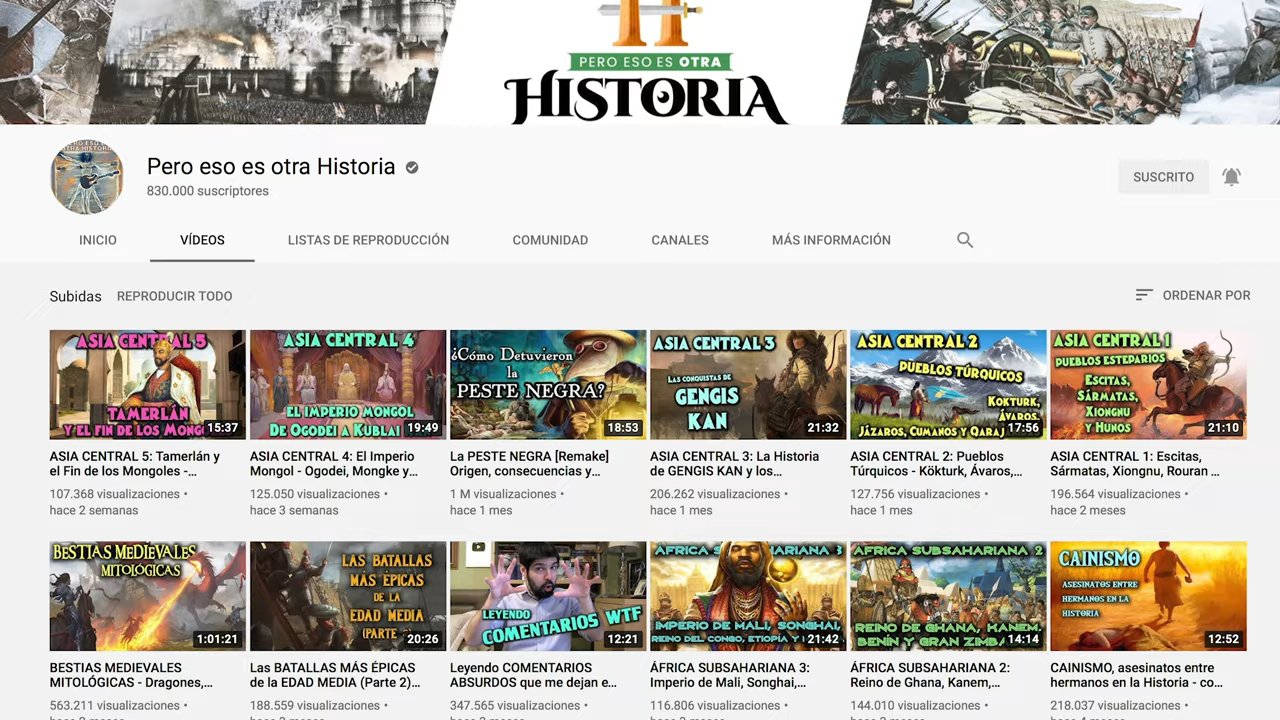 PERO ESO ES OTRA
HISTORIA
Pero eso es otra Historia
830.000 suscriptores
SUSCRITO
INICIO
VÍDEOS
LISTAS DE REPRODUCCIÓN
COMUNIDAD
CANALES
MÁS INFORMACIÓN
Subidas
REPRODUCIR TODO
ORDENAR POR
ASIA CENTRAL 5
TAMERLÁN
Y EL FIN DE LOS
15:37
ASIA CENTRAL 5: Tamerlán y
el Fin de los Mongoles -...
107.368 visualizaciones •
hace 2 semanas
ASIA CENTRAL 4
EL IMPERIO MONGOL
DE OGODEI A KUBLAI
19:49
ASIA CENTRAL 4: El Imperio
Mongol - Ogodei, Mongke y...
125.050 visualizaciones •
hace 3 semanas
¿Cómo Detuvieron
la
PESTE NEGRA?
18:53
La PESTE NEGRA [Remake]
Origen, consecuencias y...
1 M visualizaciones •
hace 1 mes
ASIA CENTRAL 3
LAS CONQUISTAS DE
GENGIS
KAN
21:32
ASIA CENTRAL 3: La Historia
de GENGIS KAN y los...
206.262 visualizaciones •
hace 1 mes
ASIA CENTRAL 2
PUEBLOS TÚRQUICOS
KOKTURK,
ÁVAROS,
JÁZAROS, CUMANOS Y QARAJ
17:56
ASIA CENTRAL 2: Pueblos
Túrquicos - Kökturk, Ávaros,...
127.756 visualizaciones •
hace 1 mes
ASIA CENTRAL 1
PUEBLOS ESTEPARIOS
ESCITAS,
SÁRMATAS,
XIONGNU
Y HUNOS
21:10
ASIA CENTRAL 1: Escitas,
Sármatas, Xiongnu, Rouran ...
196.564 visualizaciones •
hace 2 meses
BESTIAS MEDIEVALES
MITOLÓGICAS
1:01:21
BESTIAS MEDIEVALES
MITOLÓGICAS - Dragones,...
563.211 visualizaciones •
LAS BATALLAS
MÁS ÉPICAS
DE LA
EDAD MEDIA
(PARTE
20:26
Las BATALLAS MÁS ÉPICAS
de la EDAD MEDIA (Parte 2)...
188.559 visualizaciones •
LEYENDO
COMENTARIOS WTF
12:21
Leyendo COMENTARIOS
ABSURDOS que me dejan e...
347.565 visualizaciones •
ÁFRICA SUBSAHARIANA 3
IMPERIO DE MALI, SONGHAI,
REINO DEL CONGO, ETIOPÍA Y
21:42
ÁFRICA SUBSAHARIANA 3:
Imperio de Mali, Songhai,...
116.806 visualizaciones •
ÁFRICA SUBSAHARIANA 2
REINO DE GHANA, KANEM,
BENÍN Y GRAN ZIMBA
14:14
ÁFRICA SUBSAHARIANA 2:
Reino de Ghana, Kanem,...
144.010 visualizaciones •
CAINISMO
ASESINATOS ENTRE
HERMANOS EN LA
HISTORIA
12:52
CAINISMO, asesinatos entre
hermanos en la Historia - co...
218.037 visualizaciones •